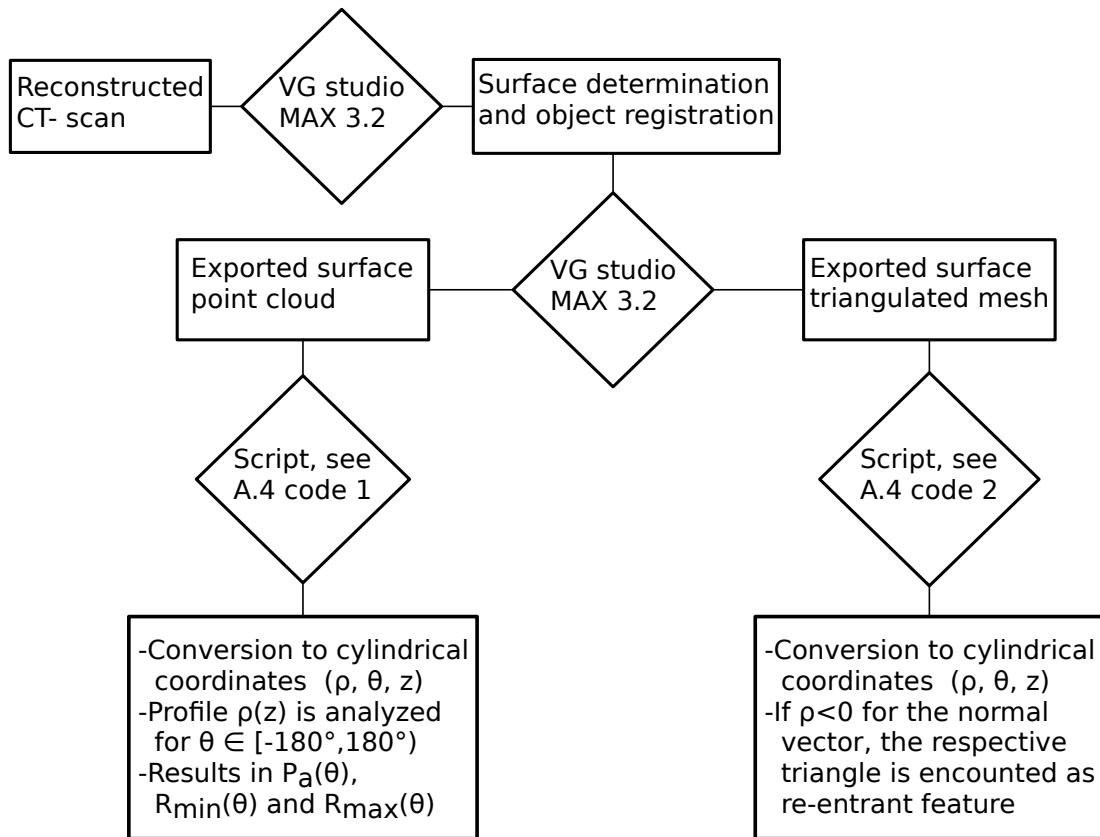 Reconstructed
CT- scan
VG studio
MAX 3.2
Surface determination
and object registration
Exported surface
point cloud
VG studio
MAX 3.2
Exported surface
triangulated mesh
Script, see
A.4 code 1
Script, see
A.4 code 2
-Conversion to cylindrical
coordinates (ρ, θ, z)
-Profile ρ(z) is analyzed
for θ ∈ [-180°,180°)
-Results in Pa(θ),
Rmin(θ) and Rmax(θ)
-Conversion to cylindrical
coordinates (ρ, θ, z)
-If ρ<0 for the normal
vector, the respective
triangle is encounted as
re-entrant feature